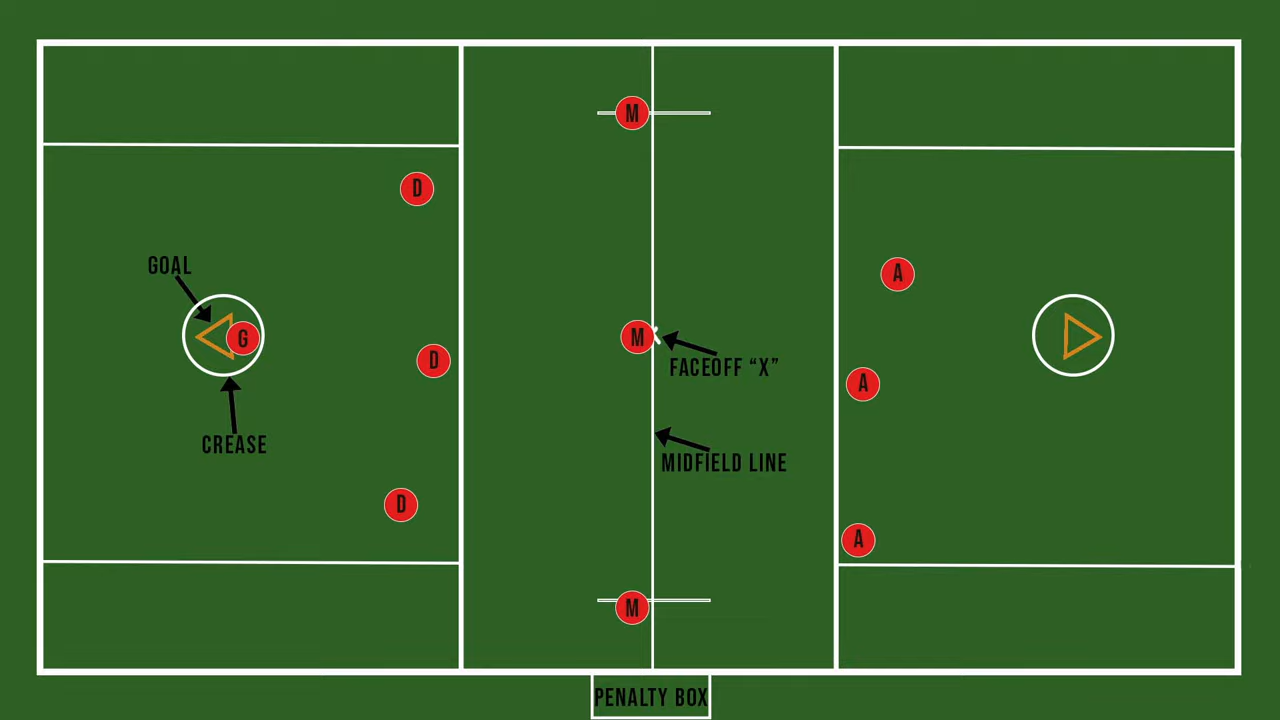 M
D
GOAL
A
G
M
FACEOFF “X”
D
A
CREASE
MIDFIELD LINE
D
A
M
PENALTY BOX